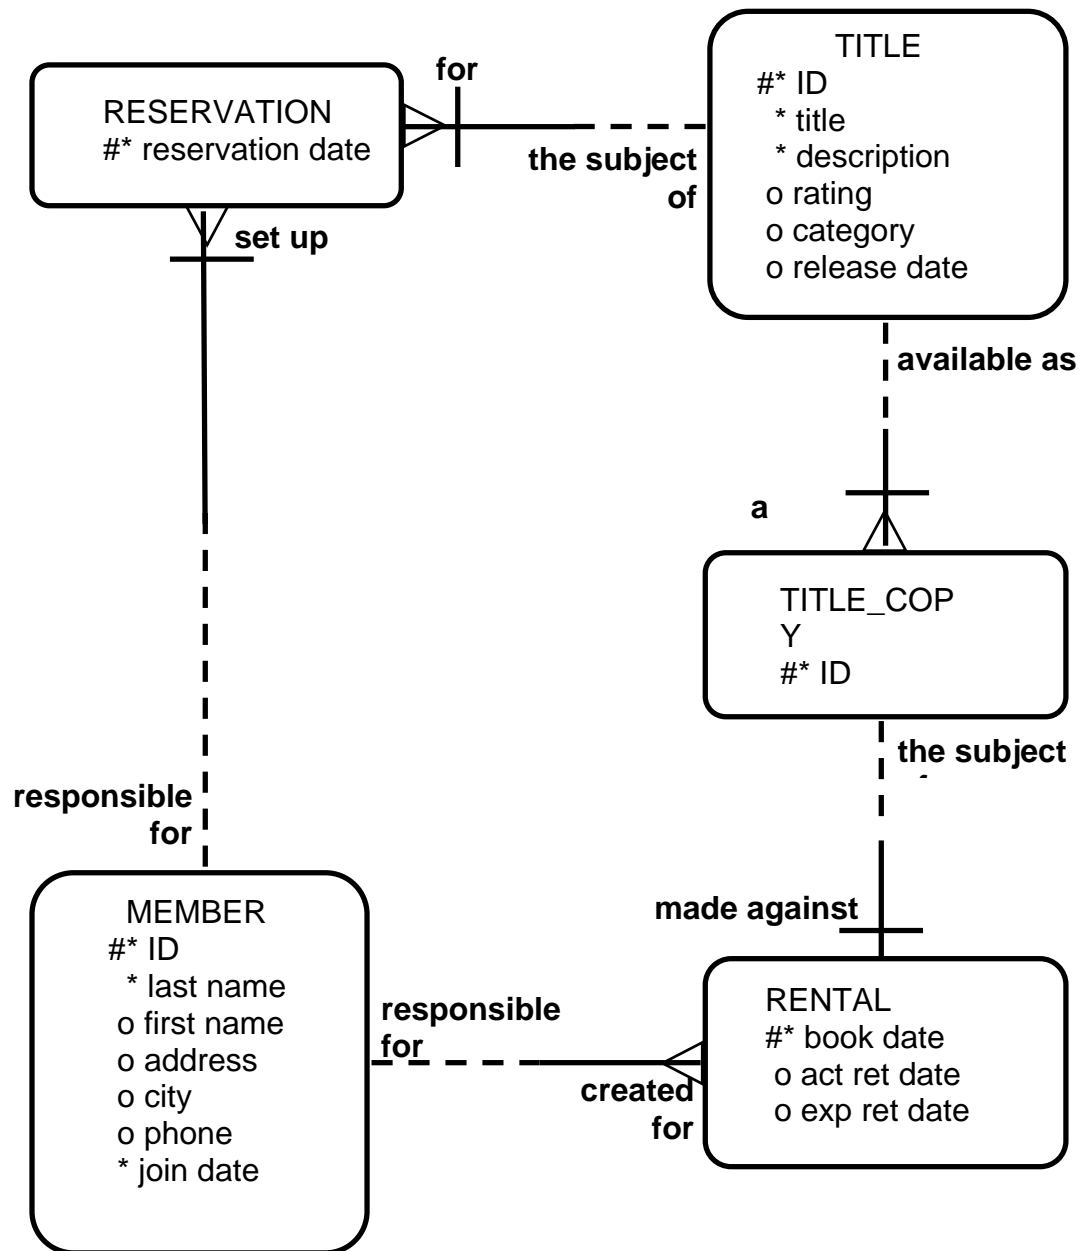 for
RESERVATION
#* reservation date
TITLE
#* ID
* title
* description
o rating
o category
o release date
the subject
of
set up
available as
a
TITLE_COP
Y
#* ID
the subject
responsible
for
MEMBER
#* ID
* last name
o first name
o address
o city
o phone
* join date
responsible
for
made against
created
for
RENTAL
#* book date
o act ret date
o exp ret date